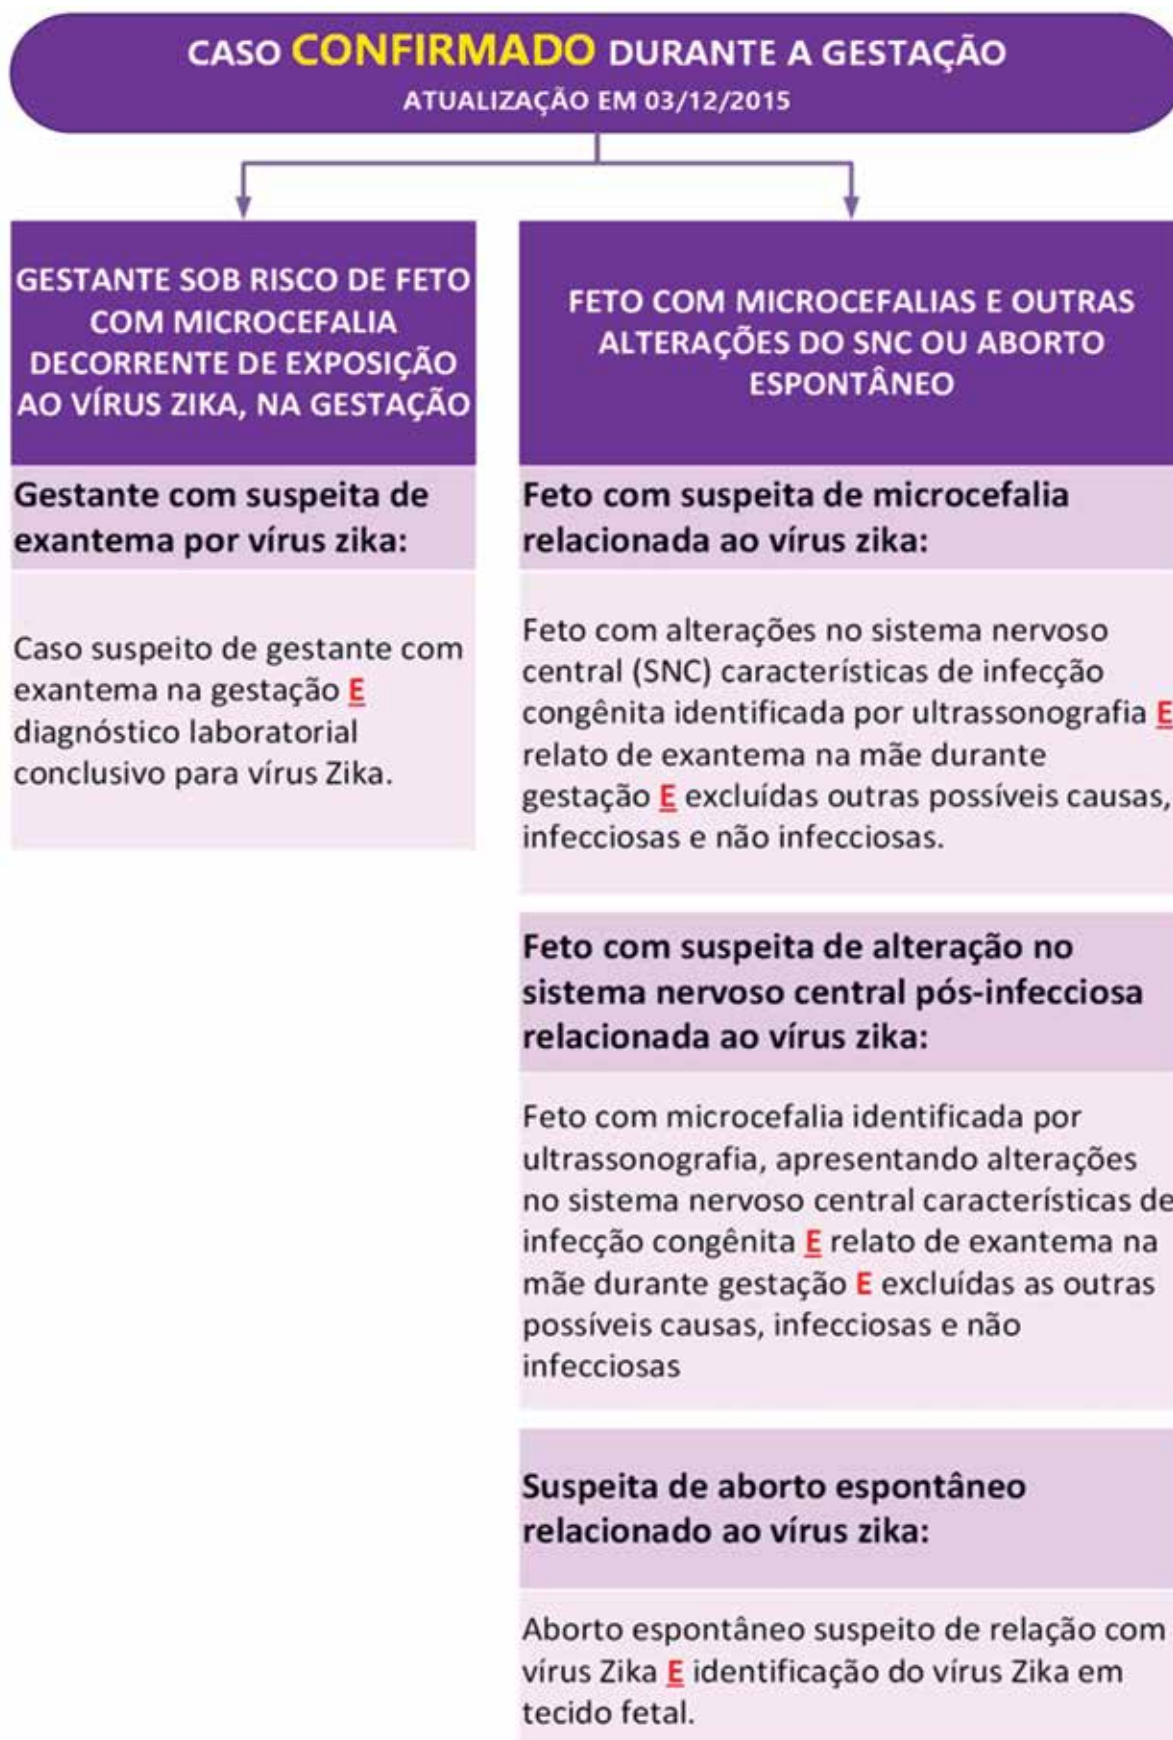 CASO CONFIRMADO DURANTE A GESTAÇÃO
ATUALIZAÇÃO EM 03/12/2015
GESTANTE SOB RISCO DE FETO
COM MICROCEFALIA
DECORRENTE DE EXPOSIÇÃO
AO VÍRUS ZIKA, NA GESTAÇÃO
Gestante com suspeita de
exantema por vírus zika:
Caso suspeito de gestante com
exantema na gestação E
diagnóstico laboratorial
conclusivo para vírus Zika.
FETO COM MICROCEFALIAS E OUTRAS
ALTERAÇÕES DO SNC OU ABORTO
ESPONTÂNEO
Feto com suspeita de microcefalia
relacionada ao vírus zika:
Feto com alterações no sistema nervoso
central (SNC) características de infecção
congênita identificada por ultrassonografia E
relato de exantema na mãe durante
gestação E excluídas outras possíveis causas,
infecciosas e não infecciosas.
Feto com suspeita de alteração no
sistema nervoso central pós-infecciosa
relacionada ao vírus zika:
Feto com microcefalia identificada por
ultrassonografia, apresentando alterações
no sistema nervoso central características de
infecção congênita E relato de exantema na
mãe durante gestação E excluídas as outras
possíveis causas, infecciosas e não
infecciosas
Suspeita de aborto espontâneo
relacionado ao vírus zika:
Aborto espontâneo suspeito de relação com
vírus Zika E identificação do vírus Zika em
tecido fetal.